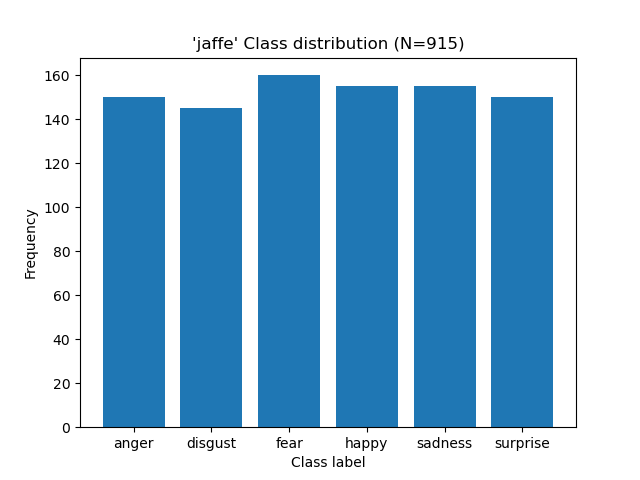 'jaffe' Class distribution (N=915)
160
140
120
100
80
60
40
20
0
Frequency
anger disgust fear happy sadness surprise
Class label